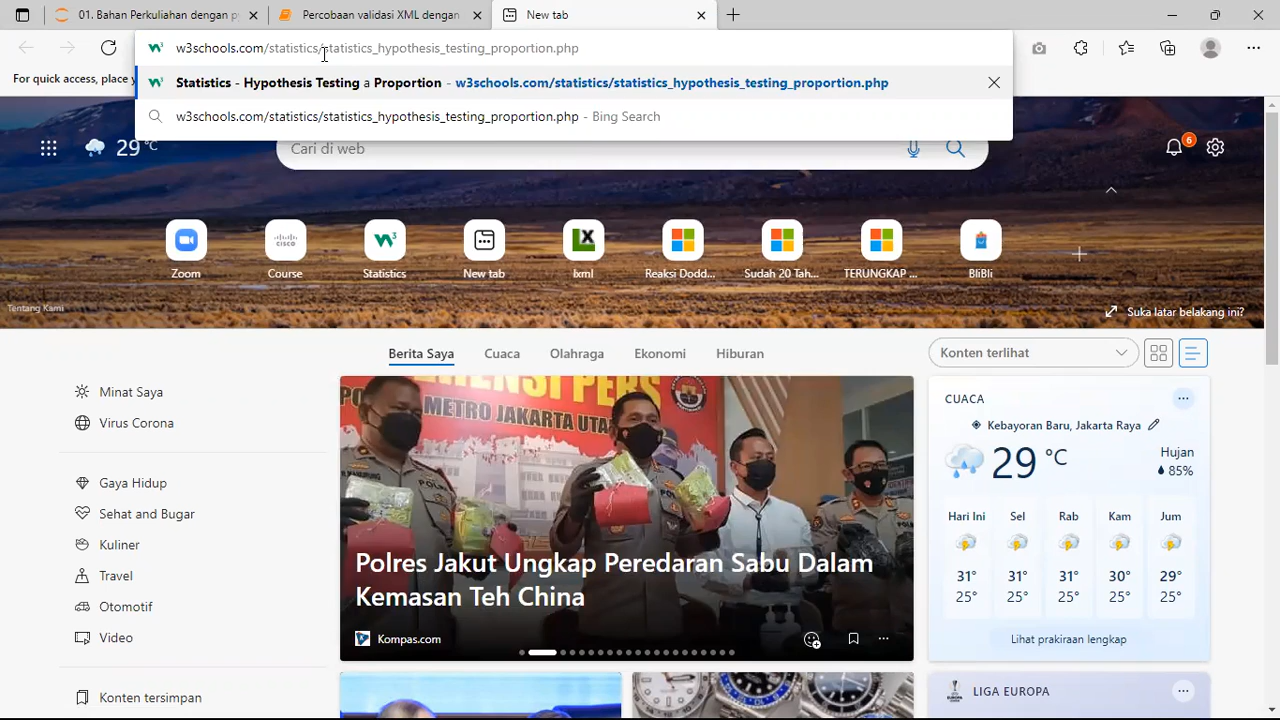 01. Bahan Perkuliahan dengan p
Percobaan validasi XML dengan
New tab
w3schools.com/statistics/statistics_hypothesis_testing_proportion.php
For quick access, place y
Statistics - Hypothesis Testing a Proportion - w3schools.com/statistics/statistics_hypothesis_testing_proportion.php
w3schools.com/statistics/statistics_hypothesis_testing_proportion.php - Bing Search
29 °C
Cari di web
6
Zoom
Course
Statistics
New tab
lxml
Reaksi Dodd...
Sudah 20 Tah...
TERUNGKAP ...
BliBli
Tentang Kami
Suka latar belakang ini?
Berita Saya
Cuaca
Olahraga
Ekonomi
Hiburan
Konten terlihat
Minat Saya
Virus Corona
Gaya Hidup
Sehat and Bugar
Kuliner
Travel
Otomotif
Video
Konten tersimpan
METRO JAKARTA UTA
Polres Jakut Ungkap Peredaran Sabu Dalam
Kemasan Teh China
Kompas.com
CUACA
Kebayoran Baru, Jakarta Raya
29 °C
Hujan
85%
Hari Ini
Sel
Rab
Kam
Jum
31°
31°
31°
30°
29°
25°
25°
25°
25°
25°
Lihat prakiraan lengkap
LIGA EUROPA